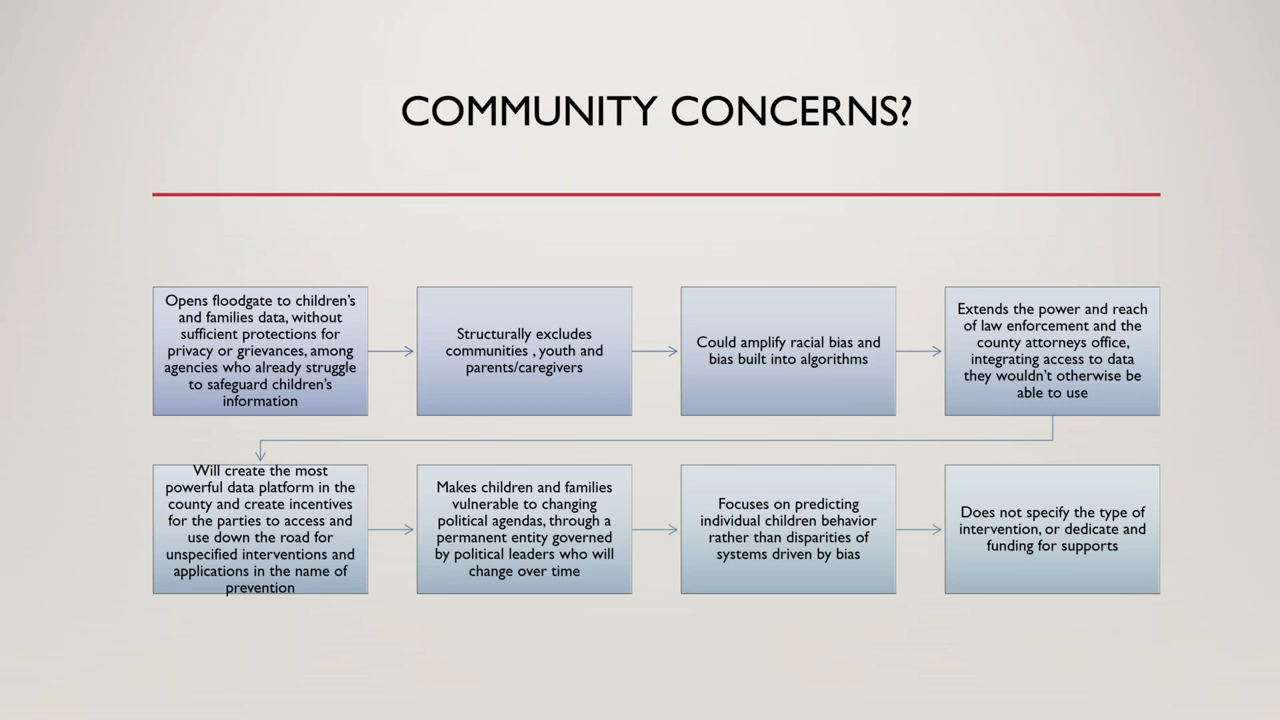 COMMUNITY CONCERNS?
Opens floodgate to children's
and families data, without
sufficient protections for
privacy or grievances, among
agencies who already struggle
to safeguard children's
information
Structurally excludes
communities , youth and
parents/caregivers
Could amplify racial bias and
bias built into algorithms
Extends the power and reach
of law enforcement and the
county attorneys office,
integrating access to data
they wouldn't otherwise be
able to use
Will create the most
powerful data platform in the
county and create incentives
for the parties to access and
use down the road for
unspecified interventions and
applications in the name of
prevention
Makes children and families
vulnerable to changing
political agendas, through a
permanent entity governed
by political leaders who will
change over time
Focuses on predicting
individual children behavior
rather than disparities of
systems driven by bias
Does not specify the type of
intervention, or dedicate and
funding for supports